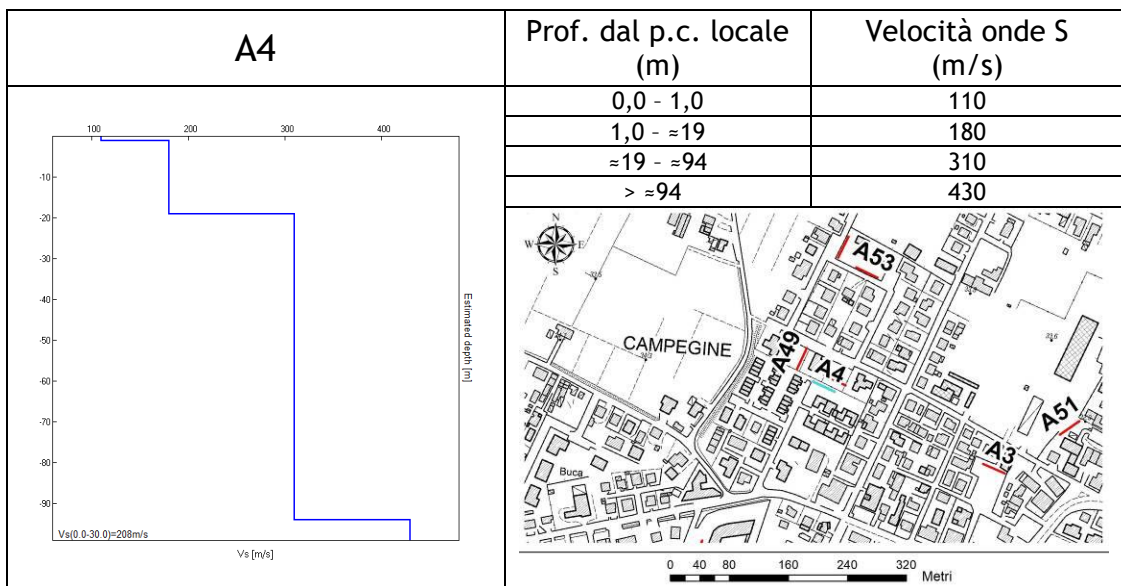 A4
Prof. dal p.c. locale
(m)
Velocità onde S
(m/s)
0,0 - 1,0
110
1,0 - ≈19
180
≈19 - ≈94
310
> ≈94
430
100
200
300
400
-10
-20
-30
-40
-50
-60
-70
-80
-90
Estimated depth [m]
Vs(0.0-30.0)=208m/s
Vs [m/s]
N
W
E
S
A53
CAMPEGINE
A49
A4
A51
A3
Buca
0 40 80 160 240 320
Metri